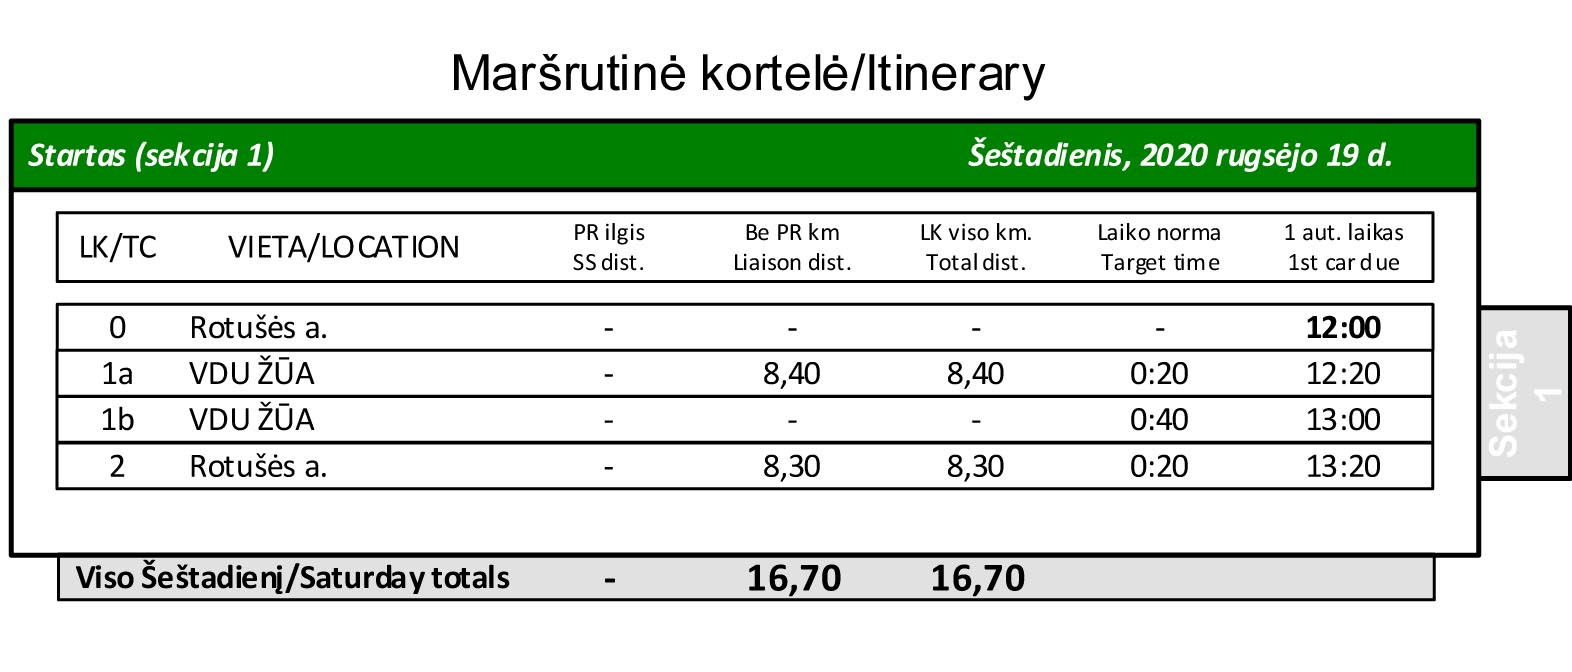 Maršrutinė kortelė/Itinerary
Startas (sekcija 1) Šeštadienis, 2020 rugsėjo 19 d.
LK/TC VIETA/LOCATION PR ilgis SS dist. Be PR km Liaison dist. LK viso km. Total dist. Laiko norma Target time 1 aut. laikas 1st car due
0 Rotušės a. - - - - 12:00
1a VDU ŽŪA - 8,40 8,40 0:20 12:20
1b VDU ŽŪA - - - 0:40 13:00
2 Rotušės a. - 8,30 8,30 0:20 13:20
Sekcija
1
Viso Šeštadienį/Saturday totals - 16,70 16,70